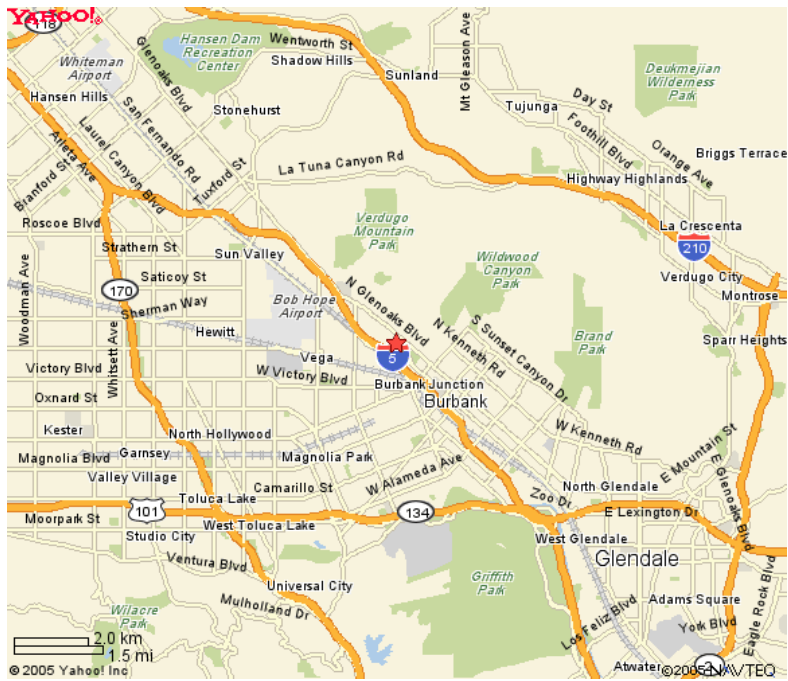 YAHOO!
118
Hansen Dam
Recreation
Center
Wentworth St
Shadow Hills
Sunland
Mt Gleason Ave
Deukmejian
Wilderness
Park
Whiteman
Airport
Glenoaks Blvd
Hansen Hills
San Fernando Rd
Stonehurst
Tujunga
Day St
Foothill Blvd
Orange Ave
Briggs Terrace
Laurel Canyon Blvd
Arleta Ave
Branford St
Tuxford St
La Tuna Canyon Rd
Highway Highlands
Roscoe Blvd
Verdugo
Mountain
Park
La Crescenta
210
Strathern St
Sun Valley
Wildwood
Canyon
Park
Verdugo City
Woodman Ave
Saticoy St
170
Sherman Way
Bob Hope
Airport
N Glenoaks Blvd
Montrose
Whitsett Ave
Hewitt
N Kenneth Rd
S Sunset Canyon Dr
Brand
Park
Sparr Heights
Vega
5
Victory Blvd
W Victory Blvd
Burbank Junction
Oxnard St
Burbank
Kester
North Hollywood
W Kenneth Rd
E Mountain St
Magnolia Blvd
Garnsey
Magnolia Park
W Alameda Ave
E Glenoaks Blvd
Valley Village
Camarillo St
North Glendale
Toluca Lake
Zoo Dr
101
134
E Lexington Dr
Moorpark St
West Toluca Lake
Studio City
West Glendale
Glendale
Ventura Blvd
Griffith
Park
Universal City
Eagle Rock Blvd
Mulholland Dr
Adams Square
Wilacre
Park
Los Feliz Blvd
York Blvd
2.0 km
1.5 mi
Atwater
2
© 2005 Yahoo! Inc
©2005 NAVTEQ